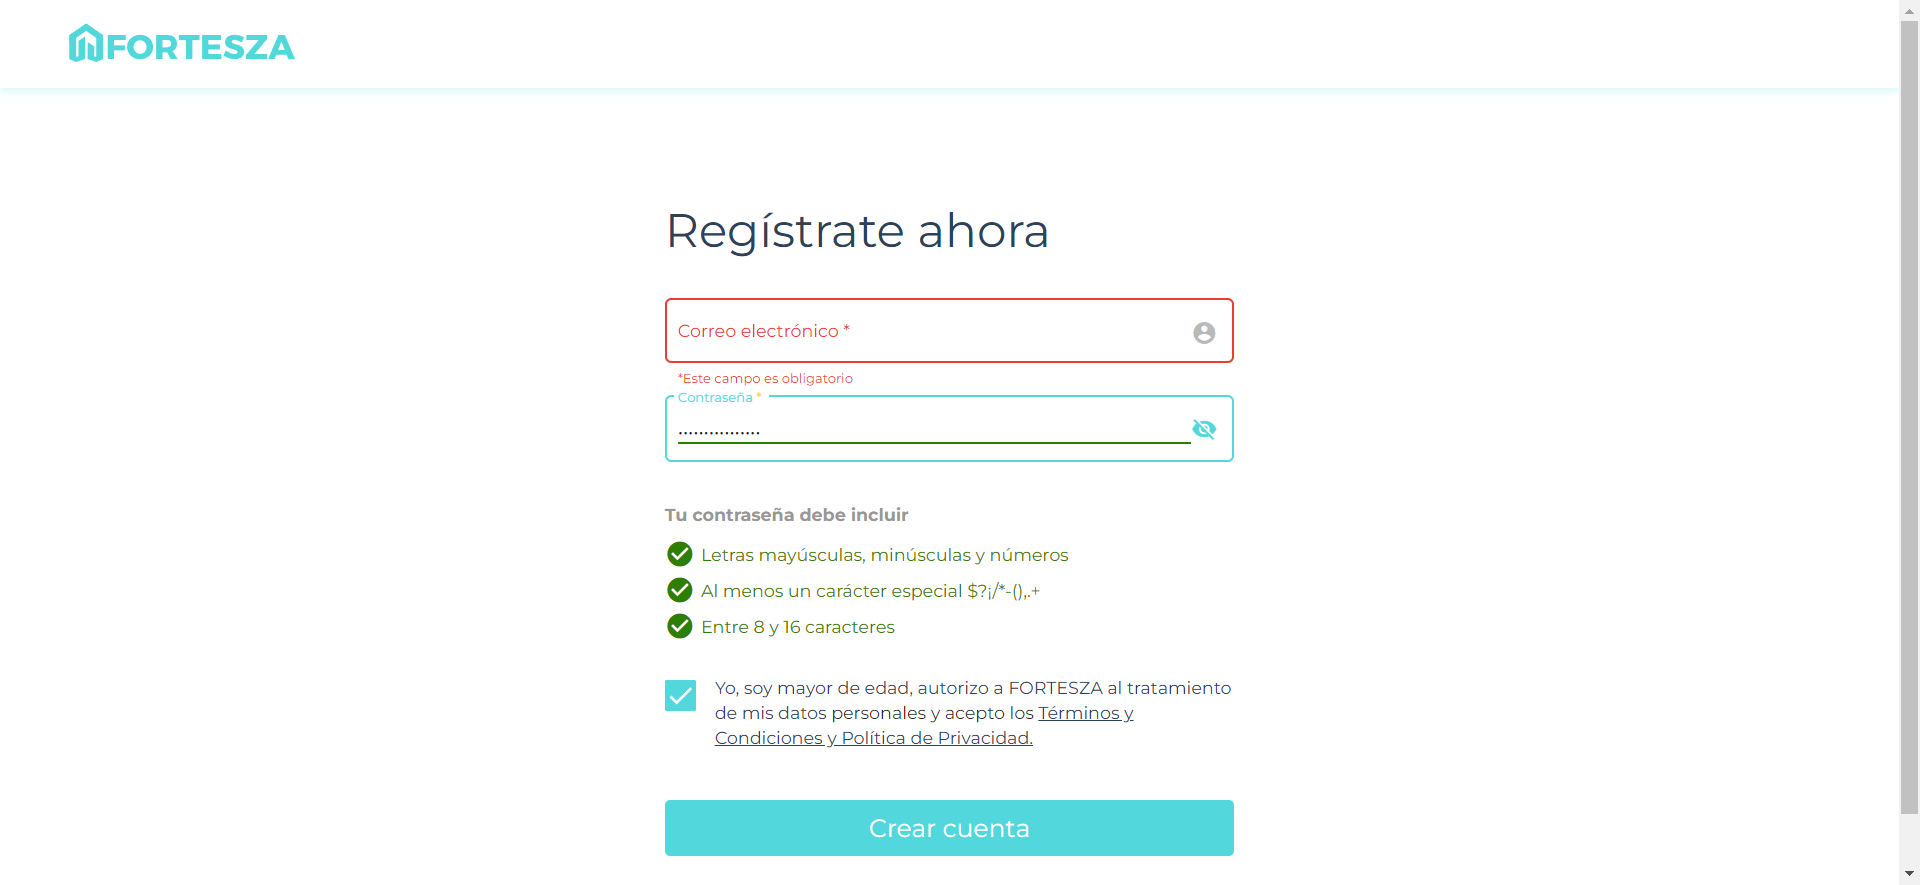 FORTESZA
Regístrate ahora
Correo electrónico *
*Este campo es obligatorio
Contraseña *
................
Tu contraseña debe incluir
Letras mayúsculas, minúsculas y números
Al menos un carácter especial $?¡/*-(),.+
Entre 8 y 16 caracteres
Yo, soy mayor de edad, autorizo a FORTESZA al tratamiento
de mis datos personales y acepto los Términos y
Condiciones y Política de Privacidad.
Crear cuenta